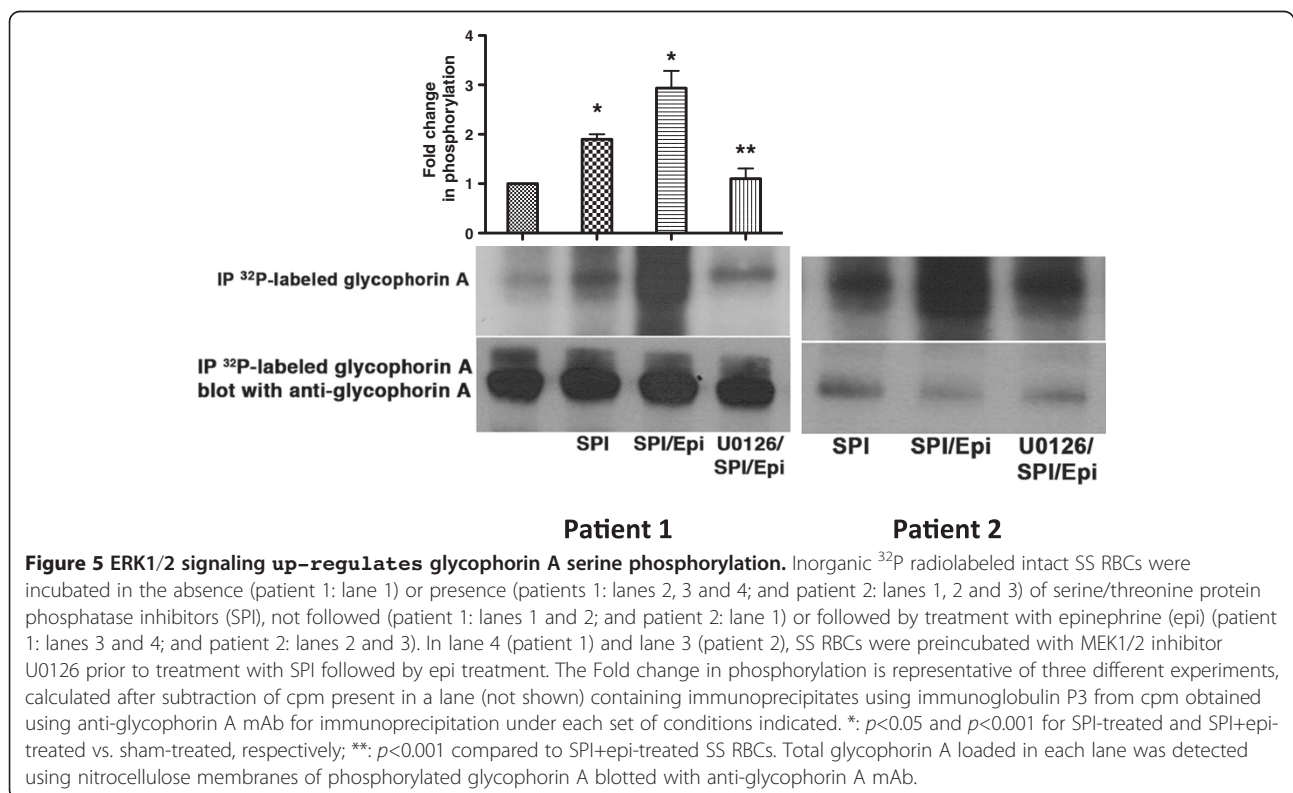 4
3
2
1
0
Fold change
in phosphorylation
*
*
**
IP ³²P-labeled glycophorin A
IP ³²P-labeled glycophorin A
blot with anti-glycophorin A
SPI SPI/Epi U0126/
SPI/Epi
SPI SPI/Epi U0126/
SPI/Epi
Patient 1 Patient 2
Figure 5 ERK1/2 signaling up-regulates glycophorin A serine phosphorylation. Inorganic ³²P radiolabeled intact SS RBCs were
incubated in the absence (patient 1: lane 1) or presence (patients 1: lanes 2, 3 and 4; and patient 2: lanes 1, 2 and 3) of serine/threonine protein
phosphatase inhibitors (SPI), not followed (patient 1: lanes 1 and 2; and patient 2: lane 1) or followed by treatment with epinephrine (epi) (patient
1: lanes 3 and 4; and patient 2: lanes 2 and 3). In lane 4 (patient 1) and lane 3 (patient 2), SS RBCs were preincubated with MEK1/2 inhibitor
U0126 prior to treatment with SPI followed by epi treatment. The Fold change in phosphorylation is representative of three different experiments,
calculated after subtraction of cpm present in a lane (not shown) containing immunoprecipitates using immunoglobulin P3 from cpm obtained
using anti-glycophorin A mAb for immunoprecipitation under each set of conditions indicated. *: p<0.05 and p<0.001 for SPI-treated and SPI+epi-
treated vs. sham-treated, respectively; **: p<0.001 compared to SPI+epi-treated SS RBCs. Total glycophorin A loaded in each lane was detected
using nitrocellulose membranes of phosphorylated glycophorin A blotted with anti-glycophorin A mAb.